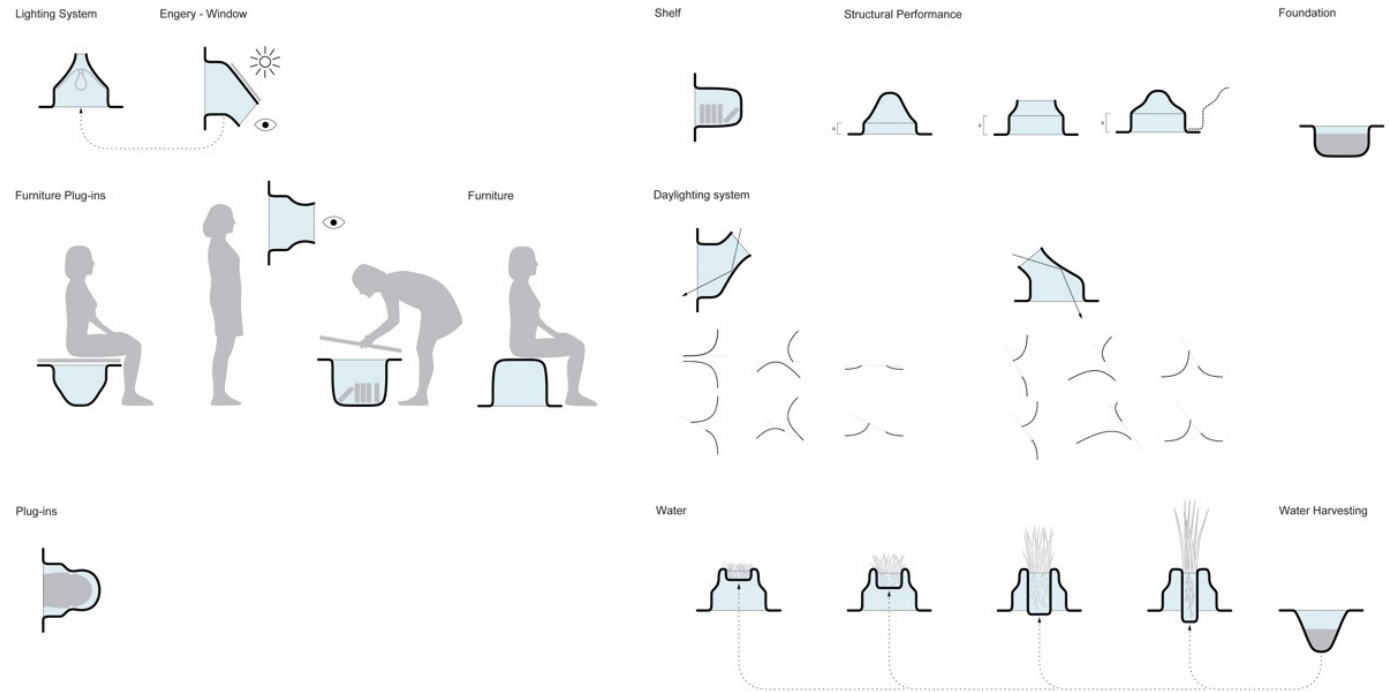 Lighting System
Engery - Window
Shelf
Structural Performance
Foundation
a
a
a
Furniture Plug-ins
Furniture
Daylighting system
Plug-ins
Water
Water Harvesting